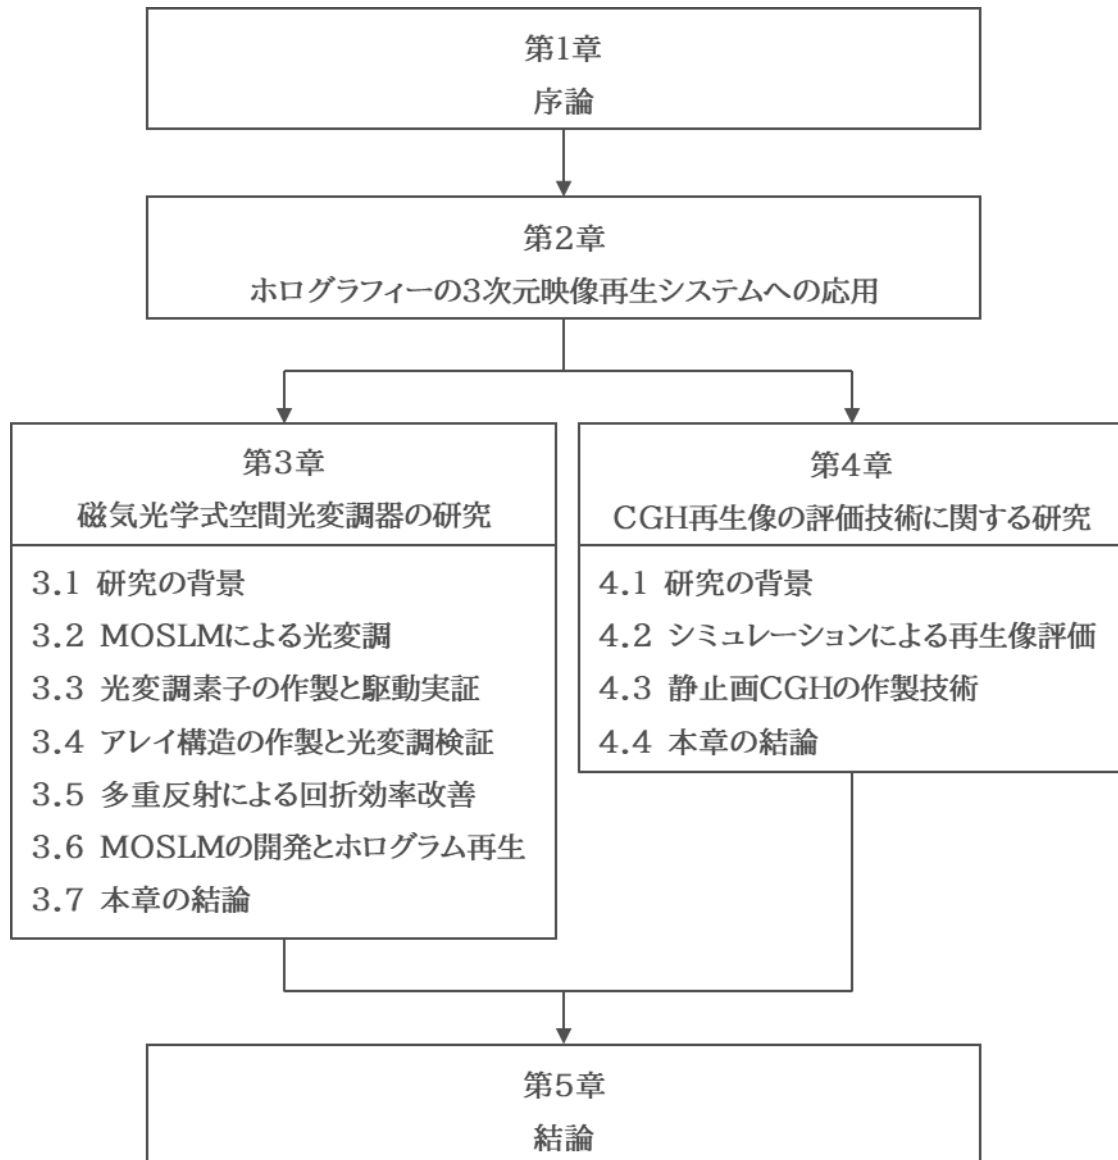 第1章
序論
第2章
ホログラフィーの3次元映像再生システムへの応用
第3章
磁気光学式空間光変調器の研究
3.1 研究の背景
3.2 MOSLMによる光変調
3.3 光変調素子の作製と駆動実証
3.4 アレイ構造の作製と光変調検証
3.5 多重反射による回折効率改善
3.6 MOSLMの開発とホログラム再生
3.7 本章の結論
第4章
CGH再生像の評価技術に関する研究
4.1 研究の背景
4.2 シミュレーションによる再生像評価
4.3 静止画CGHの作製技術
4.4 本章の結論
第5章
結論